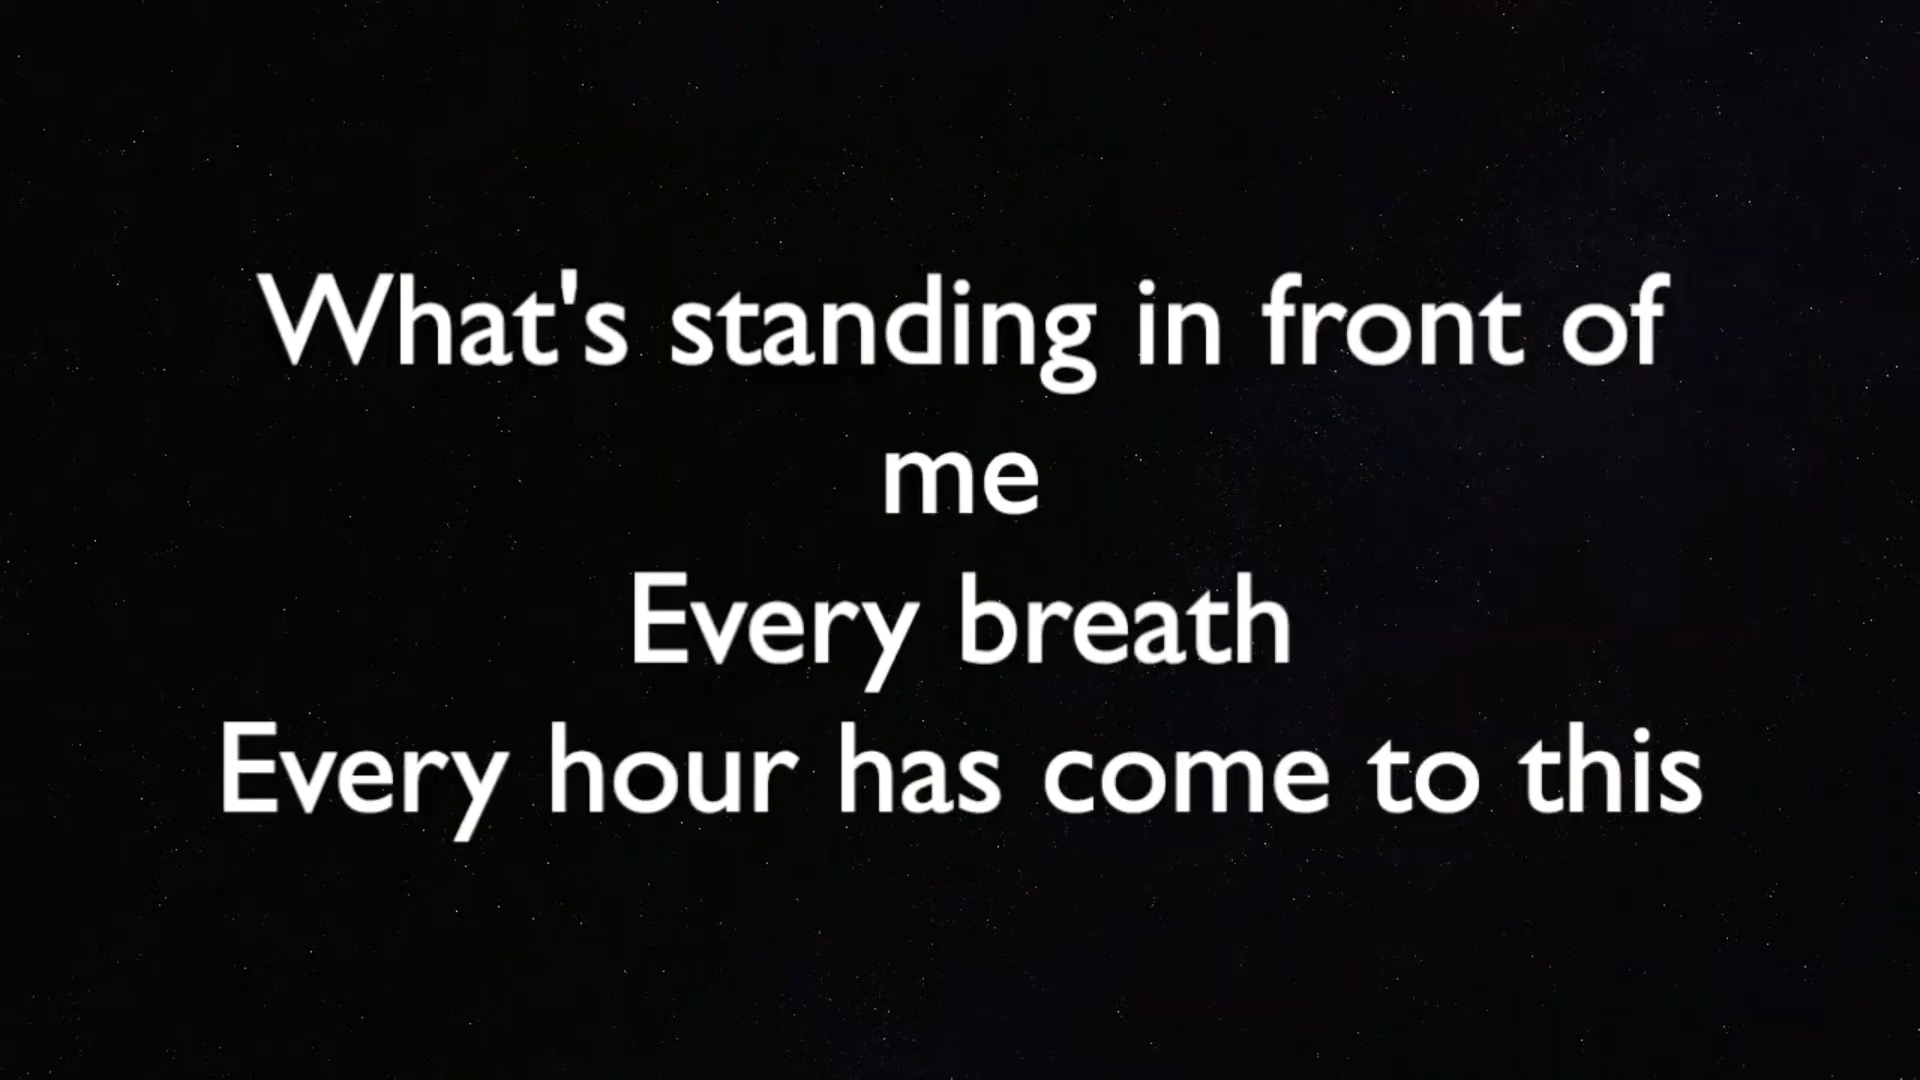 What's standing in front of
me
Every breath
Every hour has come to this